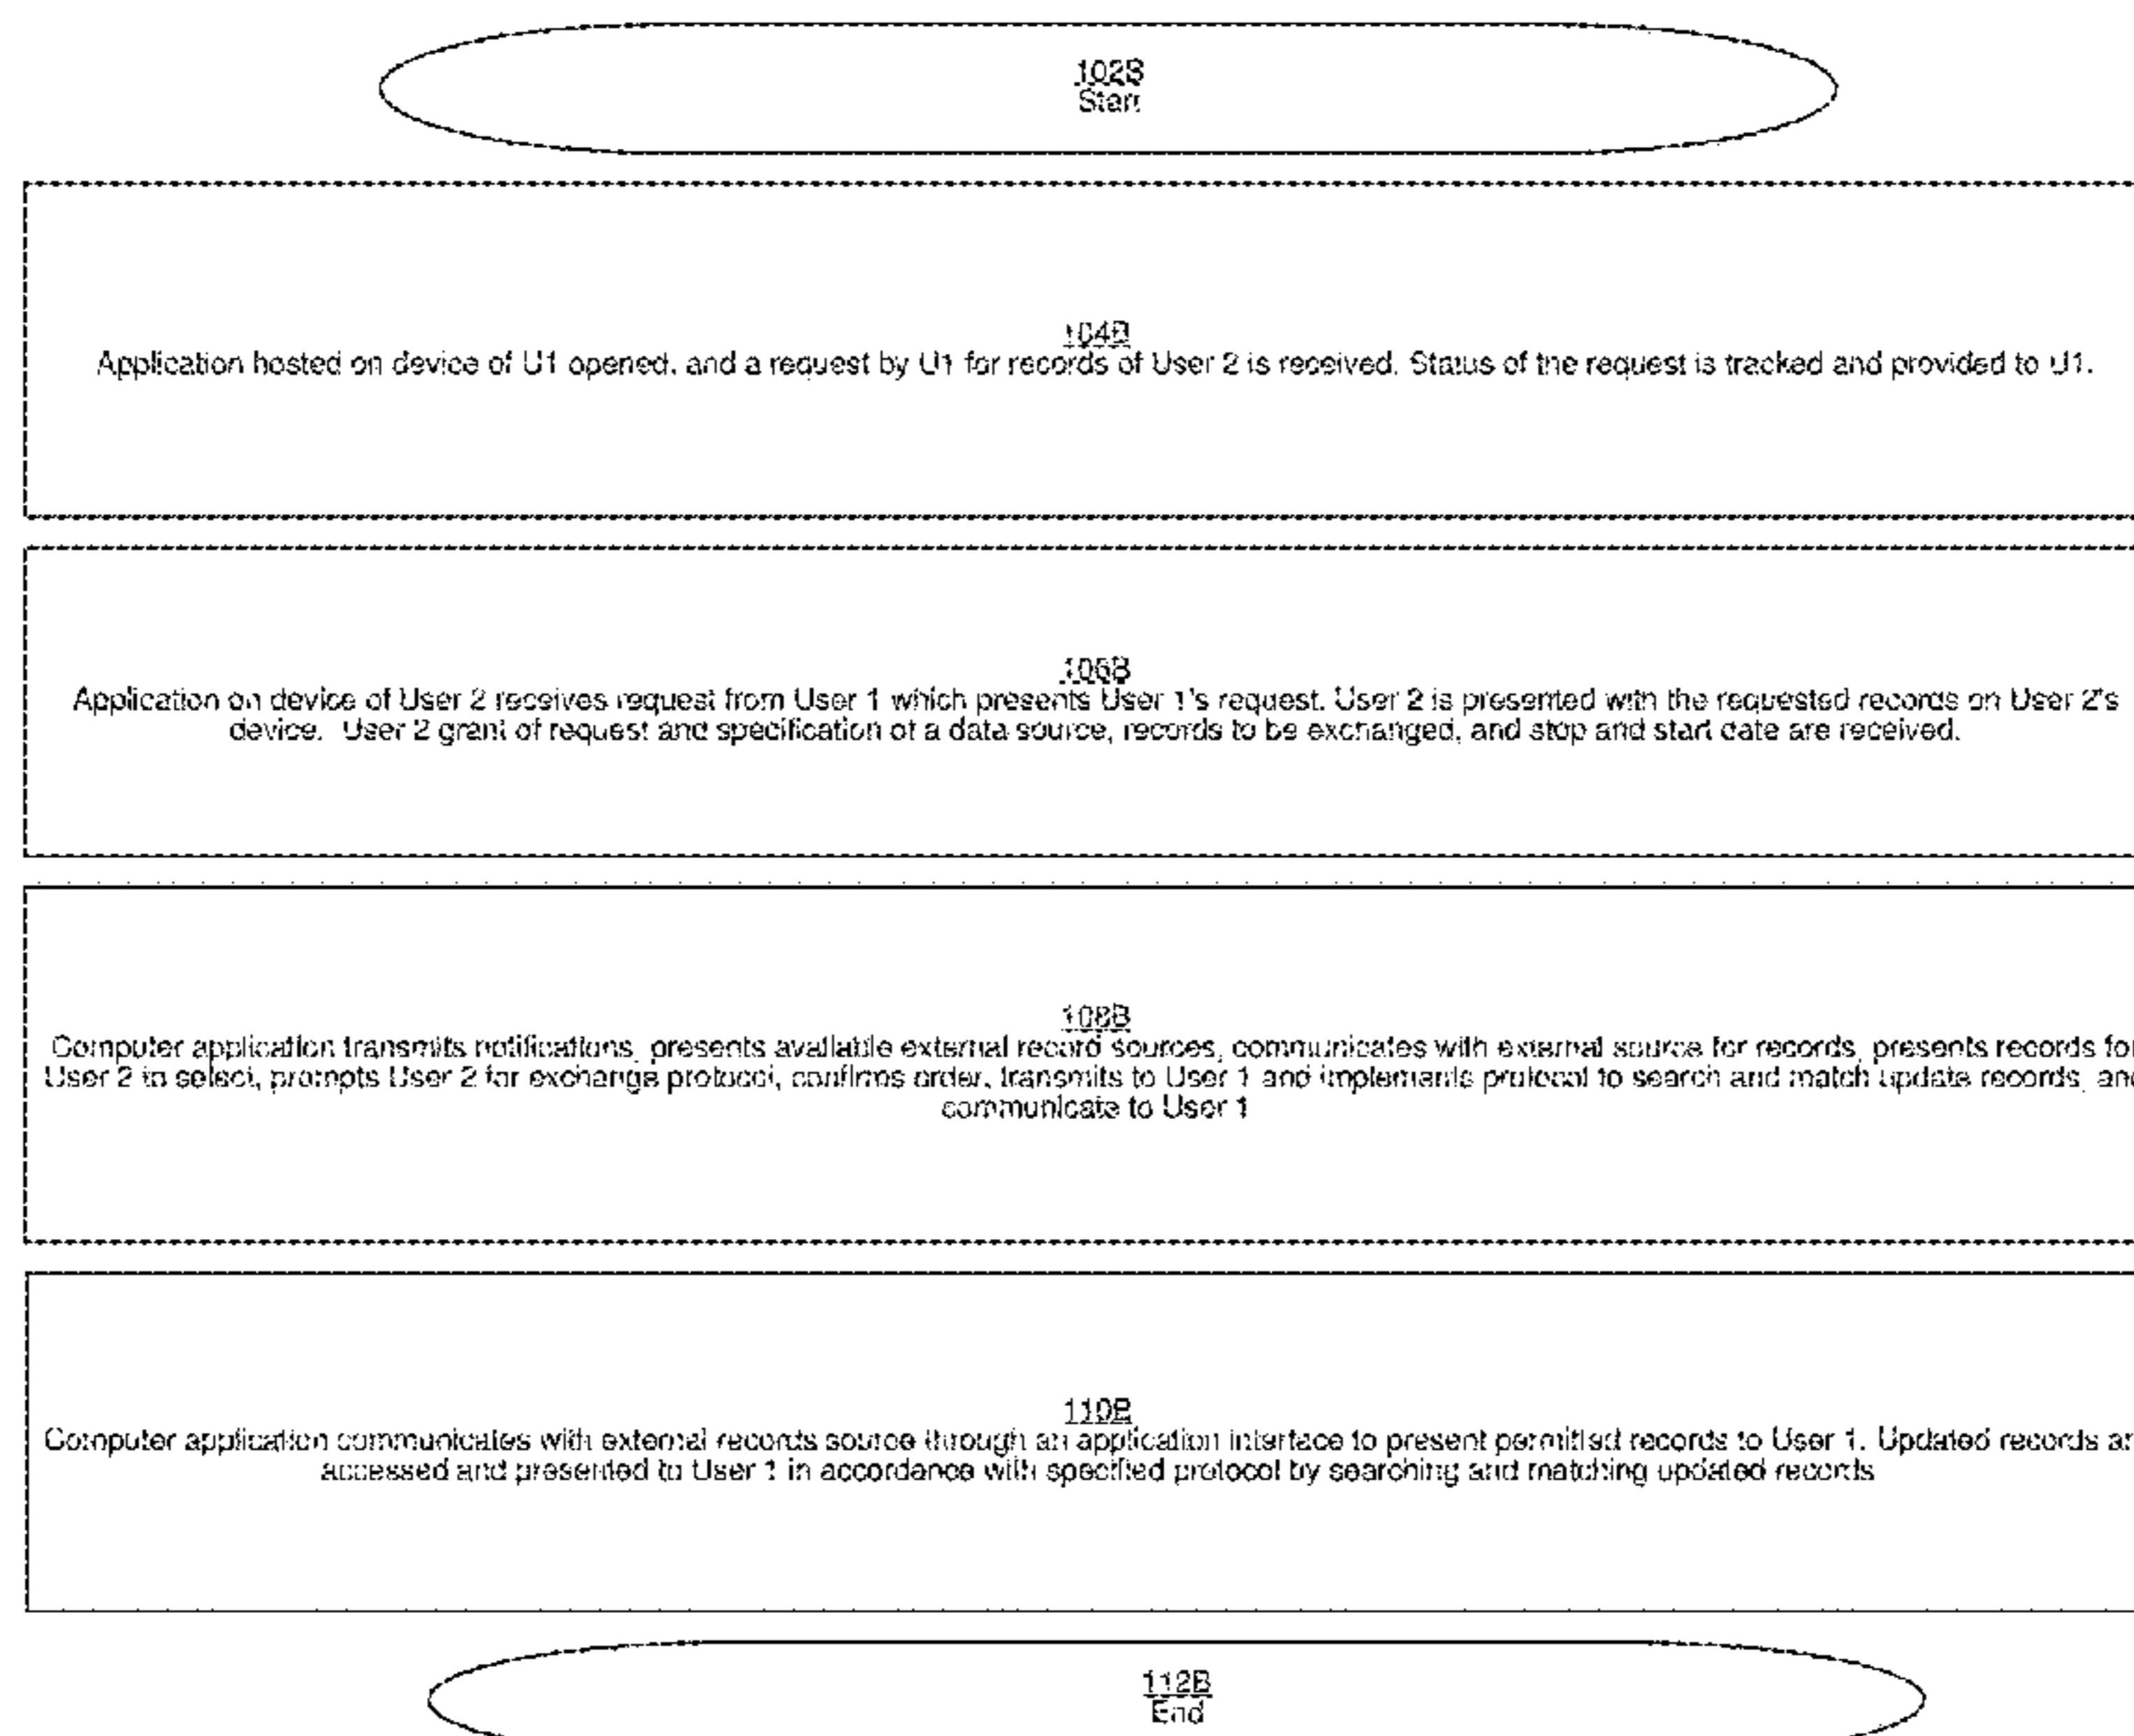 102B
Start
104B
Application hosted on device of U1 opened, and a request by U1 for records of User 2 is received. Status of the request is tracked and provided to U1.
106B
Application on device of User 2 receives request from User 1 which presents User 1's request. User 2 is presented with the requested records on User 2's
device. User 2 grant of request and specification of a data source, records to be exchanged, and stop and start date are received.
108B
Computer application transmits notifications, presents available external record sources, communicates with external source for records, presents records for
User 2 to select, prompts User 2 for exchange protocol, confirms order, transmits to User 1 and implements protocol to search and match update records, and
communicate to User 1
110B
Computer application communicates with external records source through an application interface to present permitted records to User 1. Updated records ar
accessed and presented to User 1 in accordance with specified protocol by searching and matching updated records
112B
End